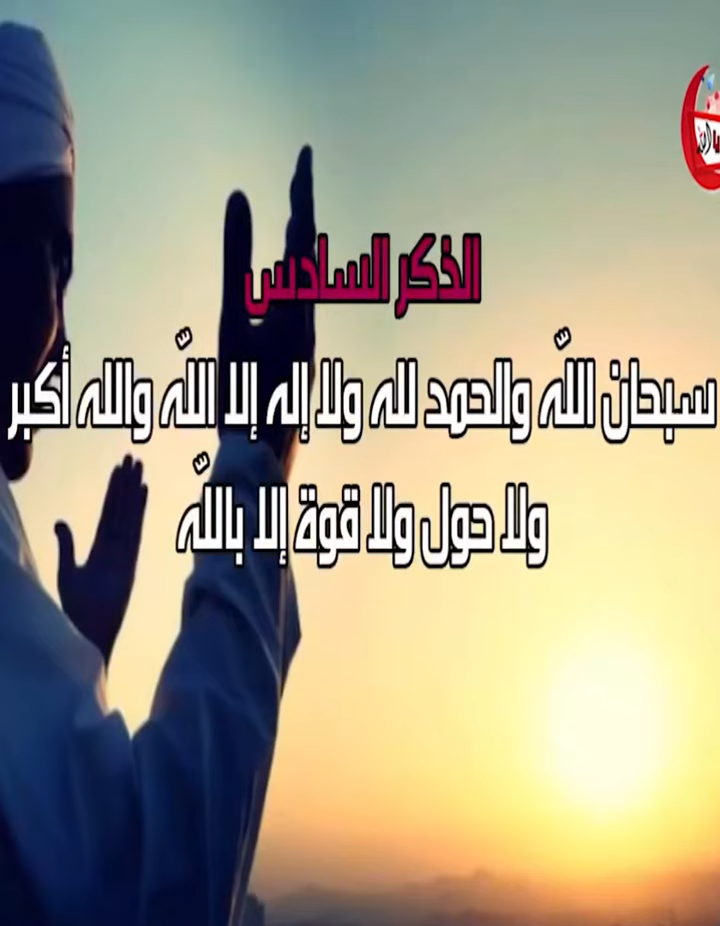 الذكر السادس
سبحان اللّه والحمد لله ولا إله إلا اللّه والله أكبر
ولا حول ولا قوة إلا باللّه